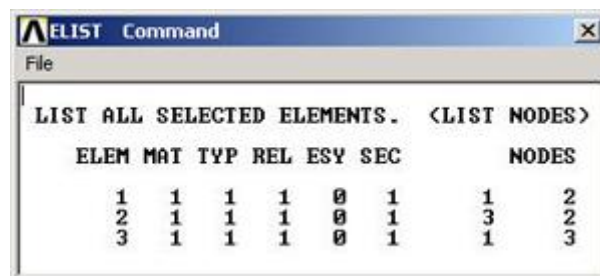 ELIST Command
File
LIST ALL SELECTED ELEMENTS. (LIST NODES)
ELEM MAT TYP REL ESY SEC NODES
1 1 1 1 0 1 1 2
2 1 1 1 0 1 3 2
3 1 1 1 0 1 1 3